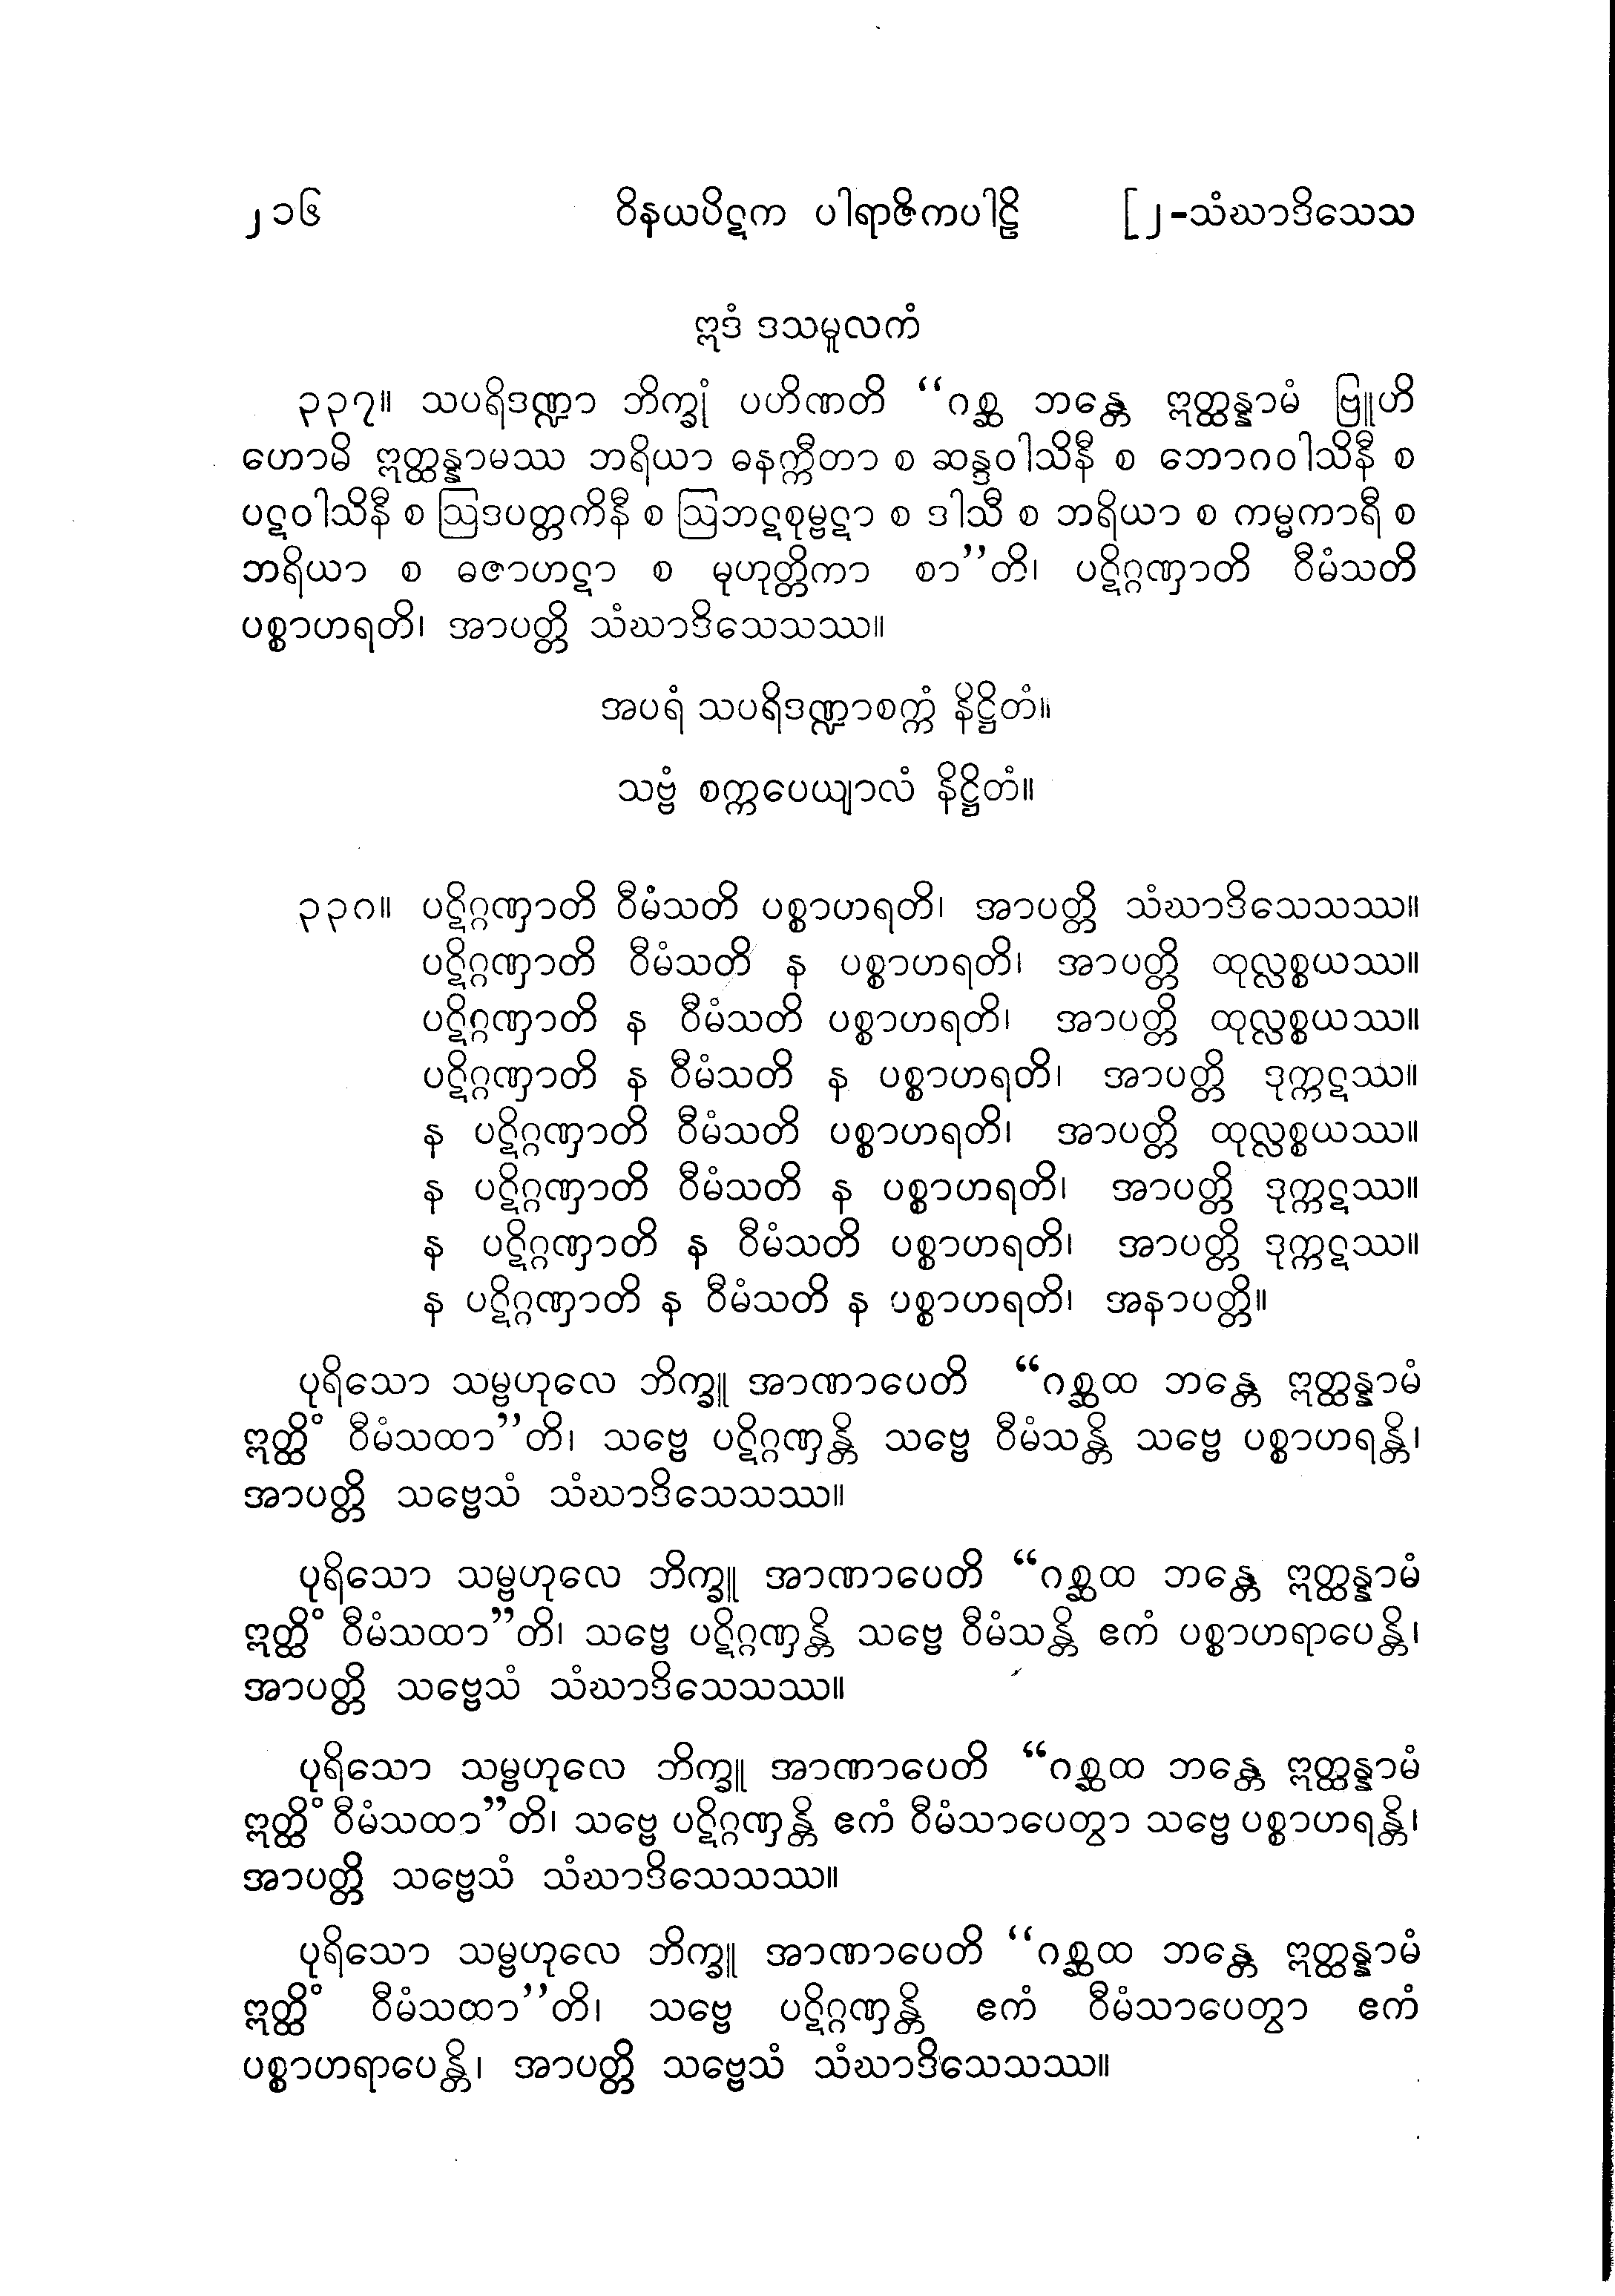 ၂၁၆ ဝိနယပိဋက ပါရာဇိကပါဠိ [၂-သံဃာဒိသေသ
ဣဒံ ဒသမူလကံ
၃၃၇။ သပရိဒဏ္ဍာ ဘိက္ခုံ ပဟိဏတိ “ဂစ္ဆ ဘန္တေ ဣတ္ထန္နာမံ ဗြူဟိ
ဟောမိ ဣတ္ထန္နာမဿ ဘရိယာ ဓနက္ကီတာ စ ဆန္ဒဝါသိနီ စ ဘောဂဝါသိနီ စ
ပဋဝါသိနီ စ ဩဒပတ္တကိနီ စ ဩဘဋစုမ္ဗဋာ စ ဒါသီ စ ဘရိယာ စ ကမ္မကာရီ စ
ဘရိယာ စ ဓဇာဟဋာ စ မုဟုတ္တိကာ စာ”တိ၊ ပဋိဂ္ဂဏှာတိ ဝီမံသတိ
ပစ္စာဟရတိ၊ အာပတ္တိ သံဃာဒိသေသဿ။
အပရံ သပရိဒဏ္ဍာစက္ကံ နိဋ္ဌိတံ။
သဗ္ဗံ စက္ကပေယျာလံ နိဋ္ဌိတံ။
၃၃၈။ ပဋိဂ္ဂဏှာတိ ဝီမံသတိ ပစ္စာဟရတိ၊ အာပတ္တိ သံဃာဒိသေသဿ။
ပဋိဂ္ဂဏှာတိ ဝီမံသတိ န ပစ္စာဟရတိ၊ အာပတ္တိ ထုလ္လစ္စယဿ။
ပဋိဂ္ဂဏှာတိ န ဝီမံသတိ ပစ္စာဟရတိ၊ အာပတ္တိ ထုလ္လစ္စယဿ။
ပဋိဂ္ဂဏှာတိ န ဝီမံသတိ န ပစ္စာဟရတိ၊ အာပတ္တိ ဒုက္ကဋဿ။
န ပဋိဂ္ဂဏှာတိ ဝီမံသတိ ပစ္စာဟရတိ၊ အာပတ္တိ ထုလ္လစ္စယဿ။
န ပဋိဂ္ဂဏှာတိ ဝီမံသတိ န ပစ္စာဟရတိ၊ အာပတ္တိ ဒုက္ကဋဿ။
န ပဋိဂ္ဂဏှာတိ န ဝီမံသတိ ပစ္စာဟရတိ၊ အာပတ္တိ ဒုက္ကဋဿ။
န ပဋိဂ္ဂဏှာတိ န ဝီမံသတိ န ပစ္စာဟရတိ၊ အနာပတ္တိ။
ပုရိသော သမ္ဗဟုလေ ဘိက္ခူ အာဏာပေတိ “ဂစ္ဆထ ဘန္တေ ဣတ္ထန္နာမံ
ဣတ္ထိံ ဝီမံသထာ”တိ၊ သဗ္ဗေ ပဋိဂ္ဂဏှန္တိ သဗ္ဗေ ဝီမံသန္တိ သဗ္ဗေ ပစ္စာဟရန္တိ၊
အာပတ္တိ သဗ္ဗေသံ သံဃာဒိသေသဿ။
ပုရိသော သမ္ဗဟုလေ ဘိက္ခူ အာဏာပေတိ “ဂစ္ဆထ ဘန္တေ ဣတ္ထန္နာမံ
ဣတ္ထိံ ဝီမံသထာ”တိ၊ သဗ္ဗေ ပဋိဂ္ဂဏှန္တိ သဗ္ဗေ ဝီမံသန္တိ ဧကံ ပစ္စာဟရာပေန္တိ၊
အာပတ္တိ သဗ္ဗေသံ သံဃာဒိသေသဿ။
ပုရိသော သမ္ဗဟုလေ ဘိက္ခူ အာဏာပေတိ “ဂစ္ဆထ ဘန္တေ ဣတ္ထန္နာမံ
ဣတ္ထိံ ဝီမံသထာ”တိ၊ သဗ္ဗေ ပဋိဂ္ဂဏှန္တိ ဧကံ ဝီမံသာပေတွာ သဗ္ဗေ ပစ္စာဟရန္တိ၊
အာပတ္တိ သဗ္ဗေသံ သံဃာဒိသေသဿ။
ပုရိသော သမ္ဗဟုလေ ဘိက္ခူ အာဏာပေတိ “ဂစ္ဆထ ဘန္တေ ဣတ္ထန္နာမံ
ဣတ္ထိံ ဝီမံသထာ”တိ၊ သဗ္ဗေ ပဋိဂ္ဂဏှန္တိ ဧကံ ဝီမံသာပေတွာ ဧကံ
ပစ္စာဟရာပေန္တိ၊ အာပတ္တိ သဗ္ဗေသံ သံဃာဒိသေသဿ။